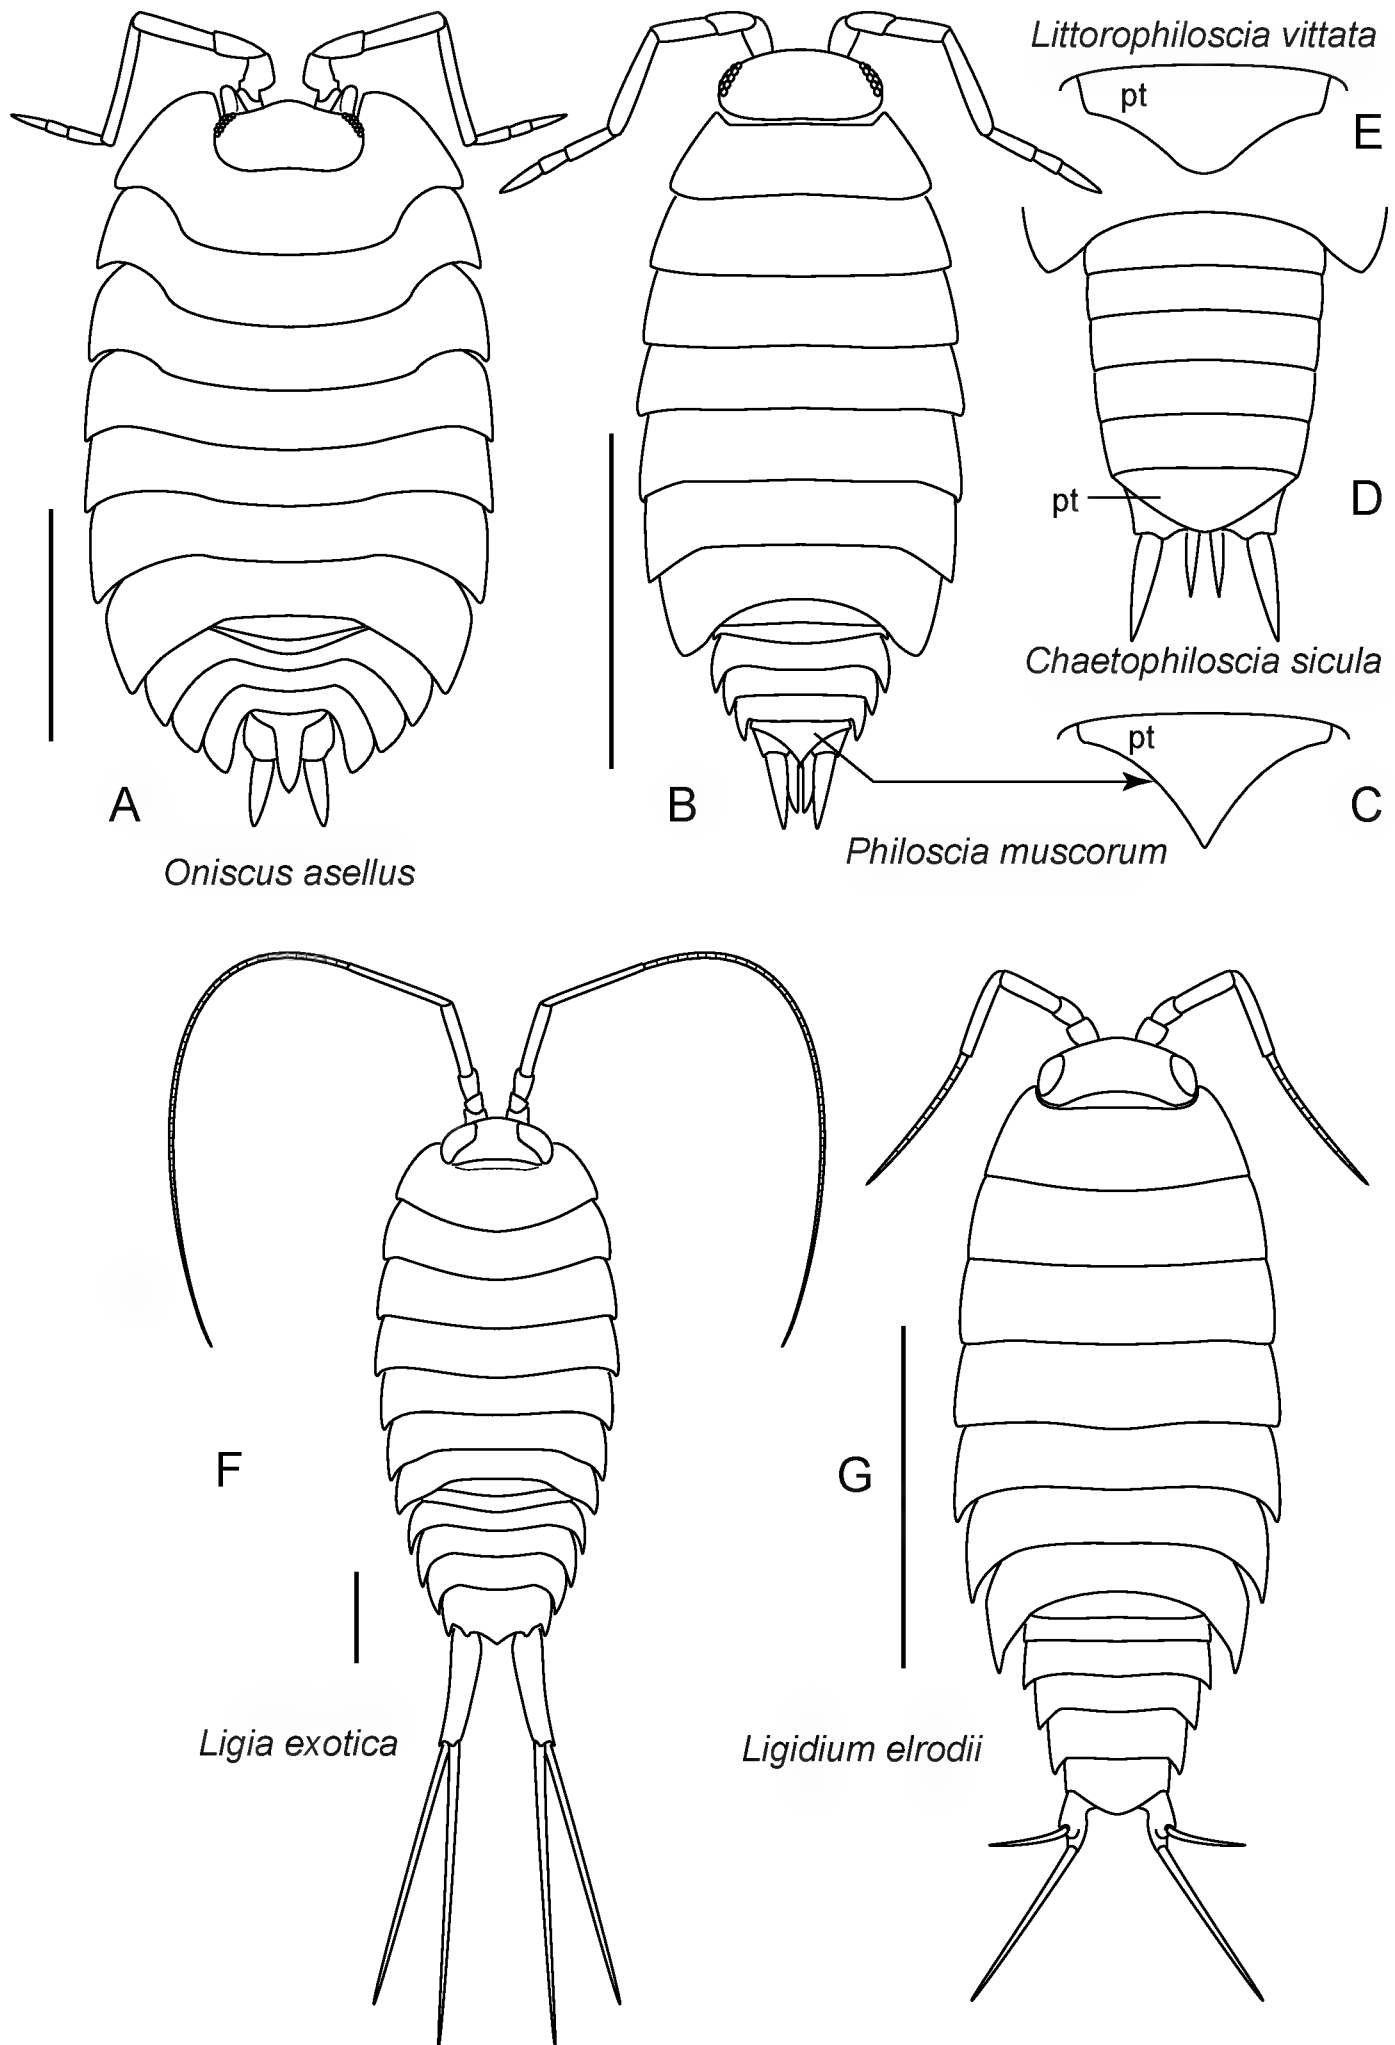 Littorophiloscia vittata
pt
E
pt
D
Chaetophiloscia sicula
pt
C
A
B
Philoscia muscorum
Oniscus asellus
F
G
Ligia exotica
Ligidium elrodii